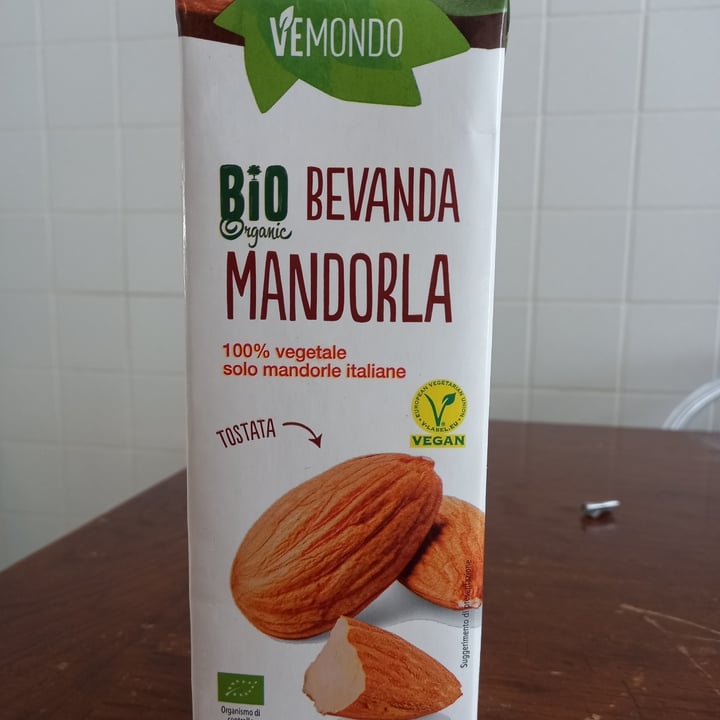 VEMONDO
BIO
Organic
BEVANDA
MANDORLA
100% vegetale
solo mandorle italiane
TOSTATA
EUROPEAN VEGETARIAN UNION
V-LABEL.EU
VEGAN
Suggerimento di presentazione
Organismo di